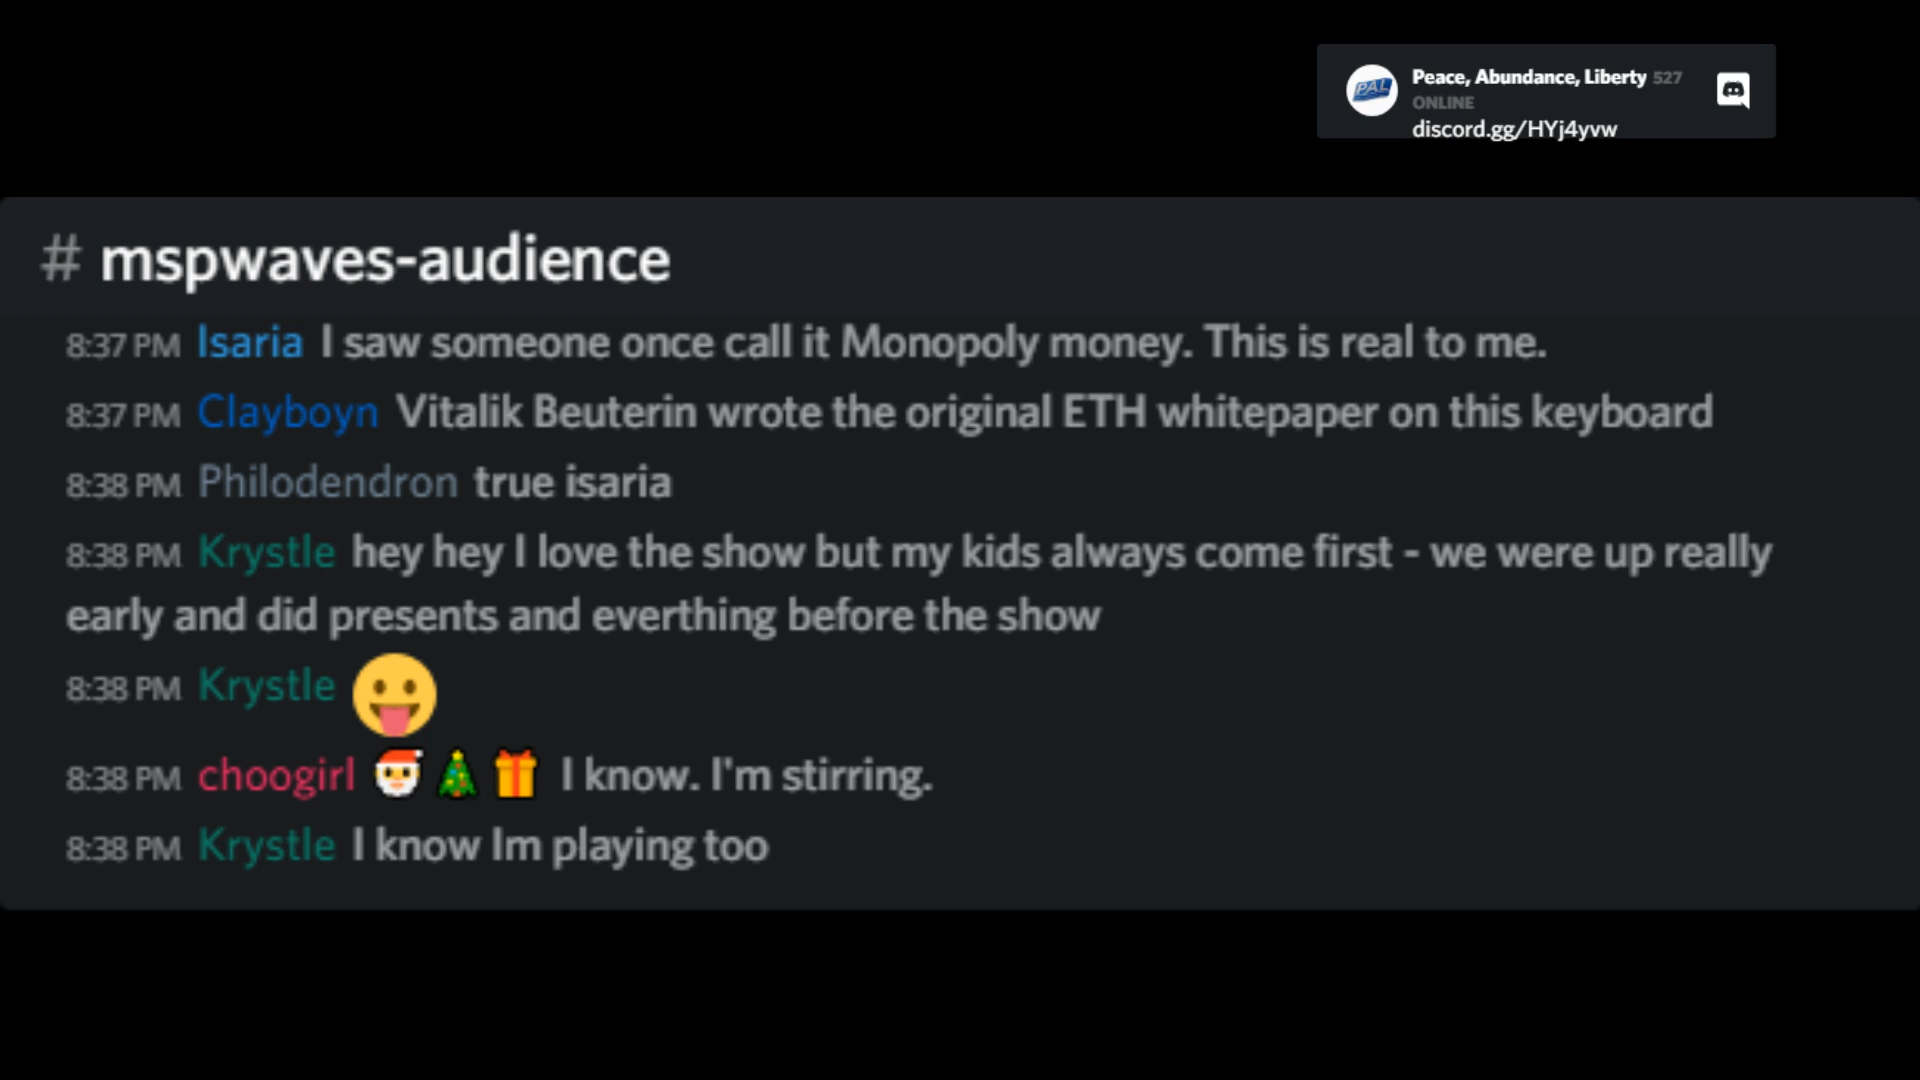 PAL
Peace, Abundance, Liberty 527
ONLINE
discord.gg/HYj4yvw
# mspwaves-audience
8:37 PM Isaria I saw someone once call it Monopoly money. This is real to me.
8:37 PM Clayboyn Vitalik Beuterin wrote the original ETH whitepaper on this keyboard
8:38 PM Philodendron true isaria
8:38 PM Krystle hey hey I love the show but my kids always come first - we were up really
early and did presents and everthing before the show
8:38 PM Krystle 😛
8:38 PM choogirl 🎅🎄🎁 I know. I'm stirring.
8:38 PM Krystle I know Im playing too